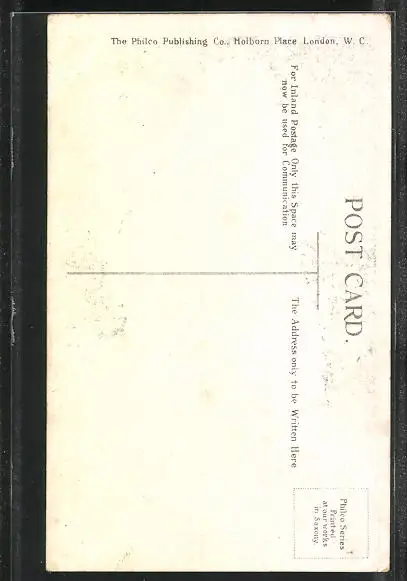 The Philco Publishing Co., Holborn Place London, W. C.
POST CARD.
For Inland Postage Only this Space may
now be used for Communication
The Address only to be Written Here
Philco Series
Printed
at our works
in Saxony